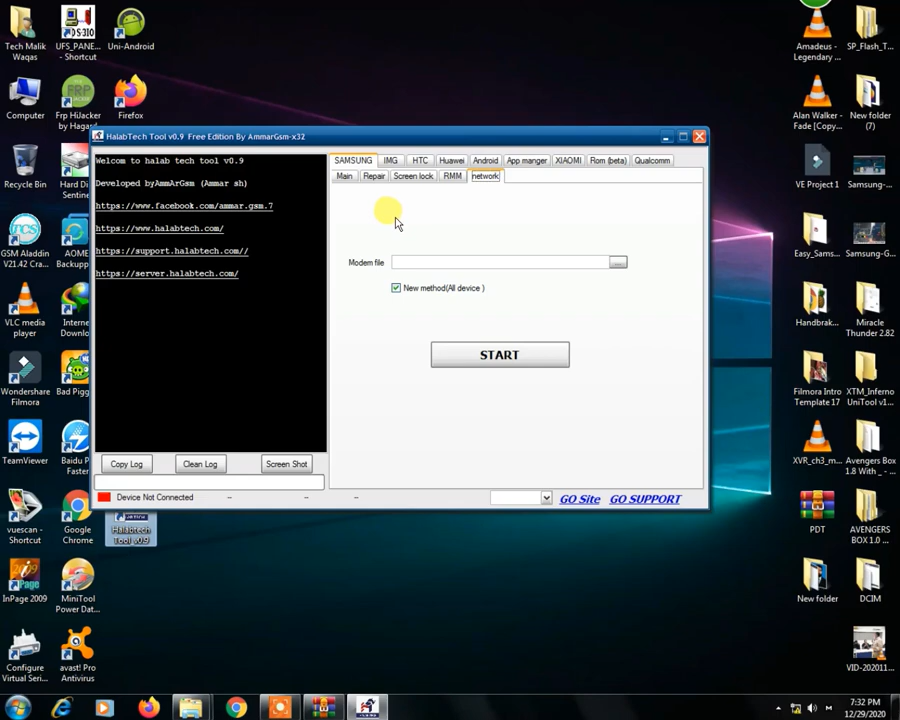 Tech Malik
Waqas
UFS_PANE...
- Shortcut
Uni-Android
Computer
Frp HiJacker
by Hagard
Firefox
Recycle Bin
Hard Di
Sentine
GSM Aladdin
V21.42 Cra...
AOME
Backupp
VLC media
player
Interne
Downlo
Wondershare
Filmora
Bad Pigg
TeamViewer
Baidu P
Faster
vuescan -
Shortcut
Google
Chrome
Halabtech
Tool v0.9
InPage 2009
MiniTool
Power Dat...
Configure
Virtual Seri...
avast! Pro
Antivirus
HalabTech Tool v0.9 Free Edition By AmmarGsm-x32
Welcom to halab tech tool v0.9
Developed byAmmArGsm (Ammar sh)
https://www.facebook.com/ammar.gsm.7
https://www.halabtech.com/
https://support.halabtech.com//
https://server.halabtech.com/
SAMSUNG IMG HTC Huawei Android App manger XIAOMI Rom (beta) Qualcomm
Main Repair Screen lock RMM network
Modem file ...
New method(All device )
START
Copy Log Clean Log Screen Shot
Device Not Connected – – –
GO Site GO SUPPORT
Amadeus -
Legendary ...
SP_Flash_T...
Alan Walker -
Fade [Copy...
New folder
(7)
VE Project 1
AVENGERS
Easy_Sams...
Samsung-G...
Handbrak...
Miracle
Thunder 2.82
Filmora Intro
Template 17
XTM_Inferno
UniTool v1...
XVR_ch3_m...
Avengers Box
1.8 With _ -...
PDT
AVENGERS
BOX 1.0 ...
New folder
DCIM
VID-202011...
7:32 PM
12/29/2020